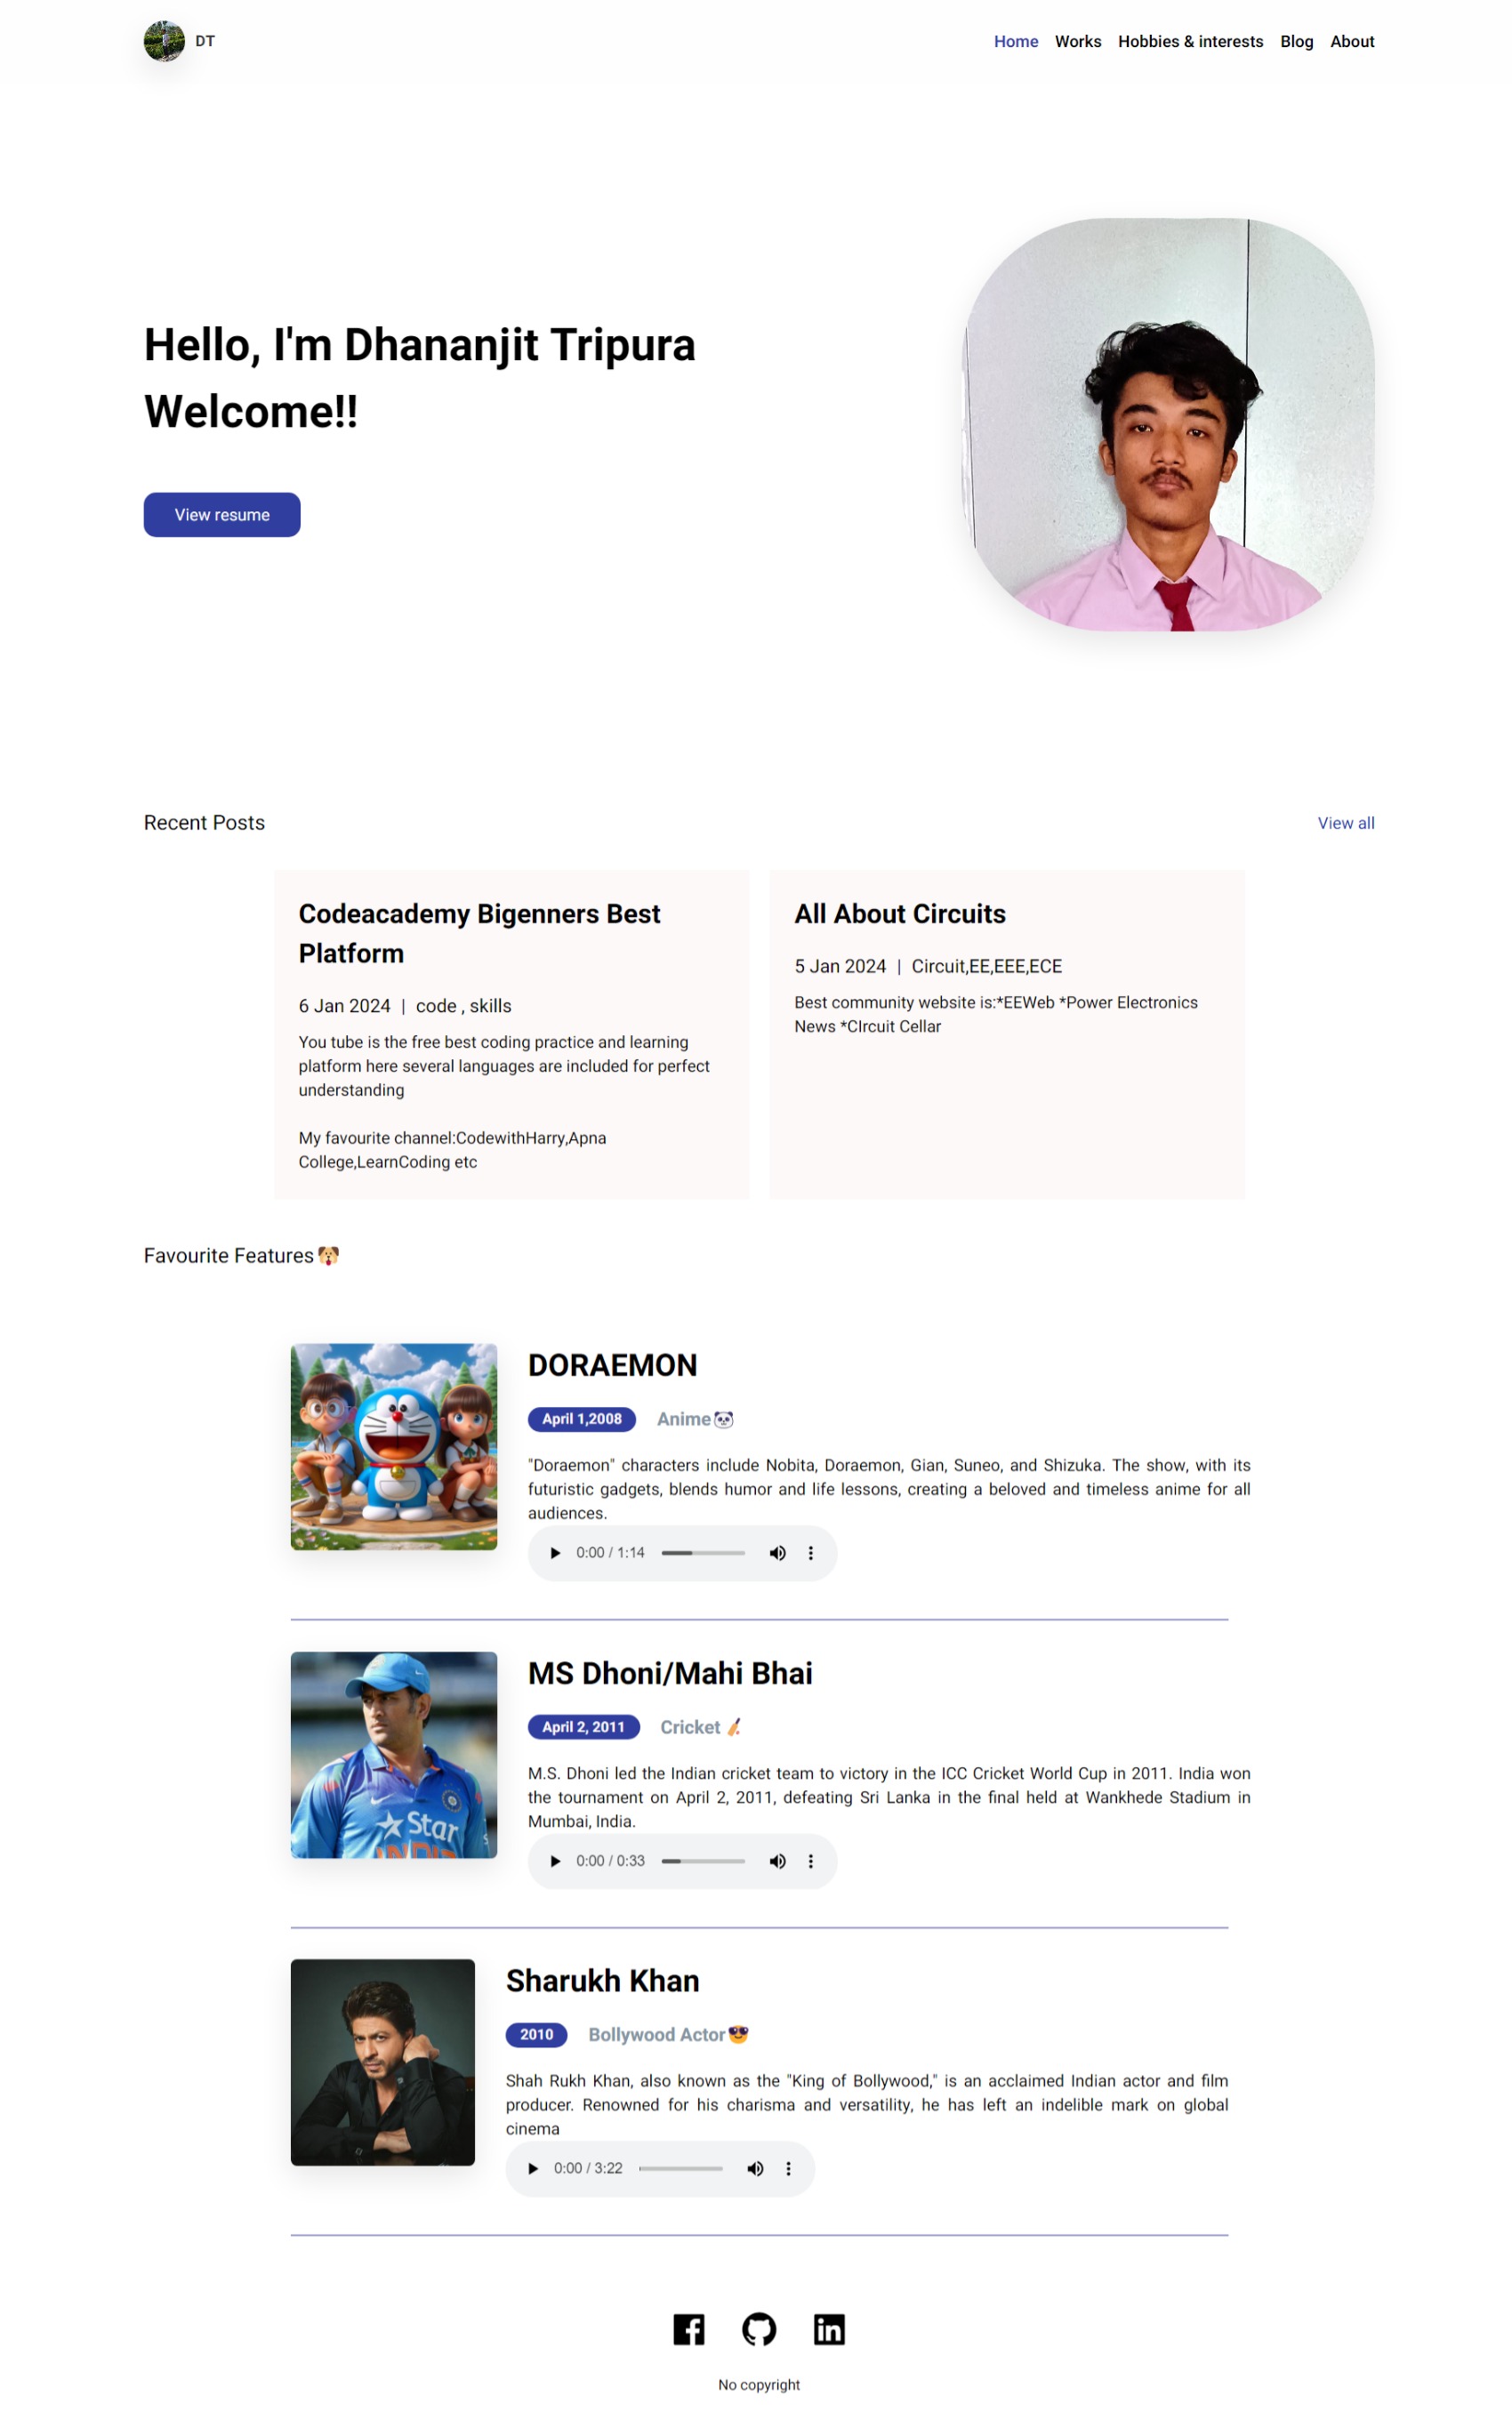 DT
Home Works Hobbies & interests Blog About
Hello, I'm Dhananjit Tripura
Welcome!!
View resume
Recent Posts
View all
Codeacademy Bigenners Best
Platform
6 Jan 2024 | code , skills
You tube is the free best coding practice and learning
platform here several languages are included for perfect
understanding
My favourite channel:CodewithHarry,Apna
College,LearnCoding etc
All About Circuits
5 Jan 2024 | Circuit,EE,EEE,ECE
Best community website is:*EEWeb *Power Electronics
News *CIrcuit Cellar
Favourite Features🐶
DORAEMON
April 1,2008 Anime🐼
"Doraemon" characters include Nobita, Doraemon, Gian, Suneo, and Shizuka. The show, with its
futuristic gadgets, blends humor and life lessons, creating a beloved and timeless anime for all
audiences.
0:00 / 1:14
Star
INDIA
MS Dhoni/Mahi Bhai
April 2, 2011 Cricket 🏏
M.S. Dhoni led the Indian cricket team to victory in the ICC Cricket World Cup in 2011. India won
the tournament on April 2, 2011, defeating Sri Lanka in the final held at Wankhede Stadium in
Mumbai, India.
0:00 / 0:33
Sharukh Khan
2010 Bollywood Actor😎
Shah Rukh Khan, also known as the "King of Bollywood," is an acclaimed Indian actor and film
producer. Renowned for his charisma and versatility, he has left an indelible mark on global
cinema
0:00 / 3:22
No copyright